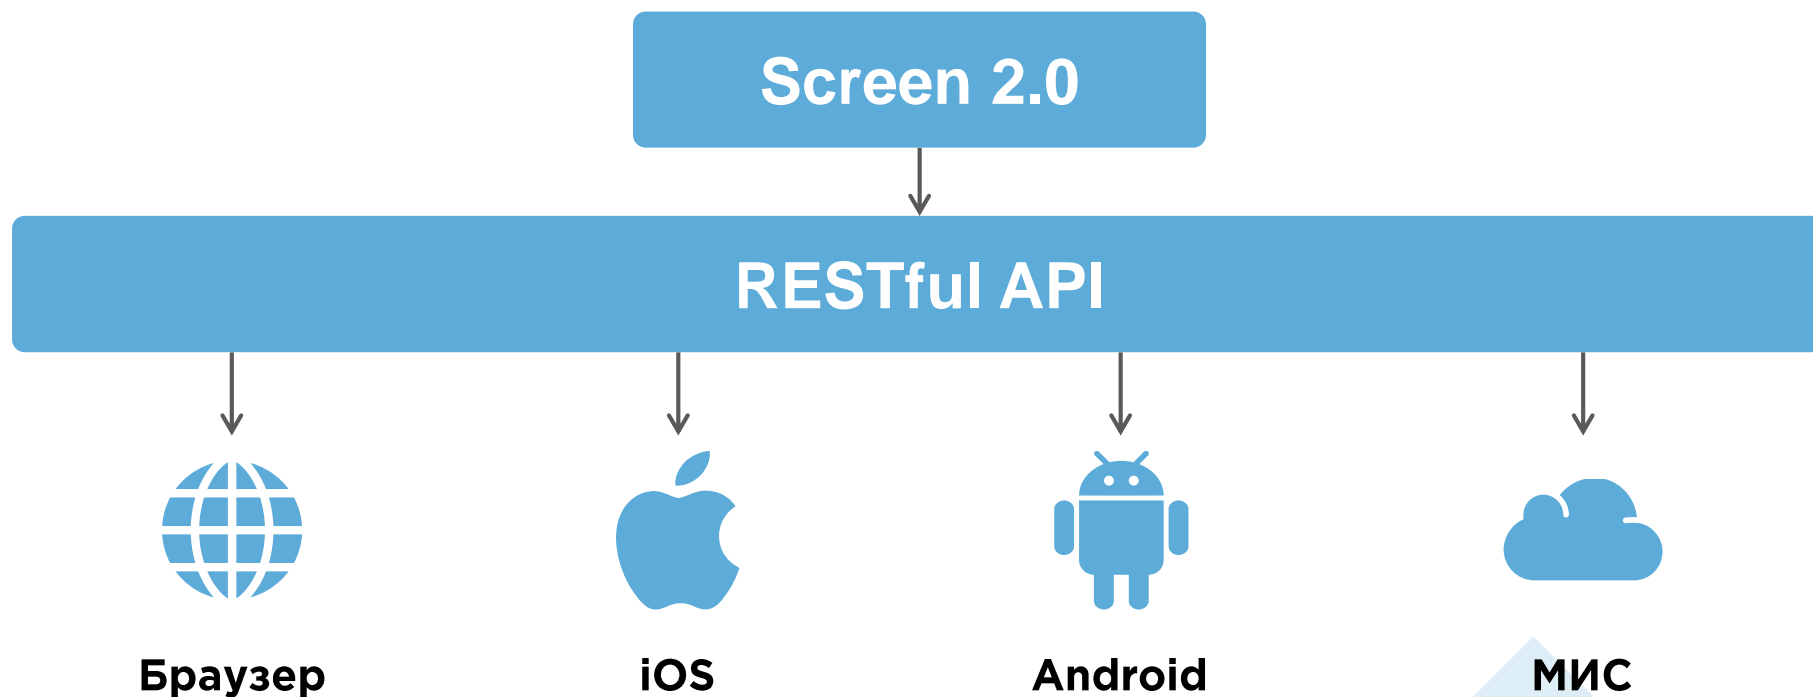 Screen 2.0
RESTful API
Браузер
iOS
Android
МИС